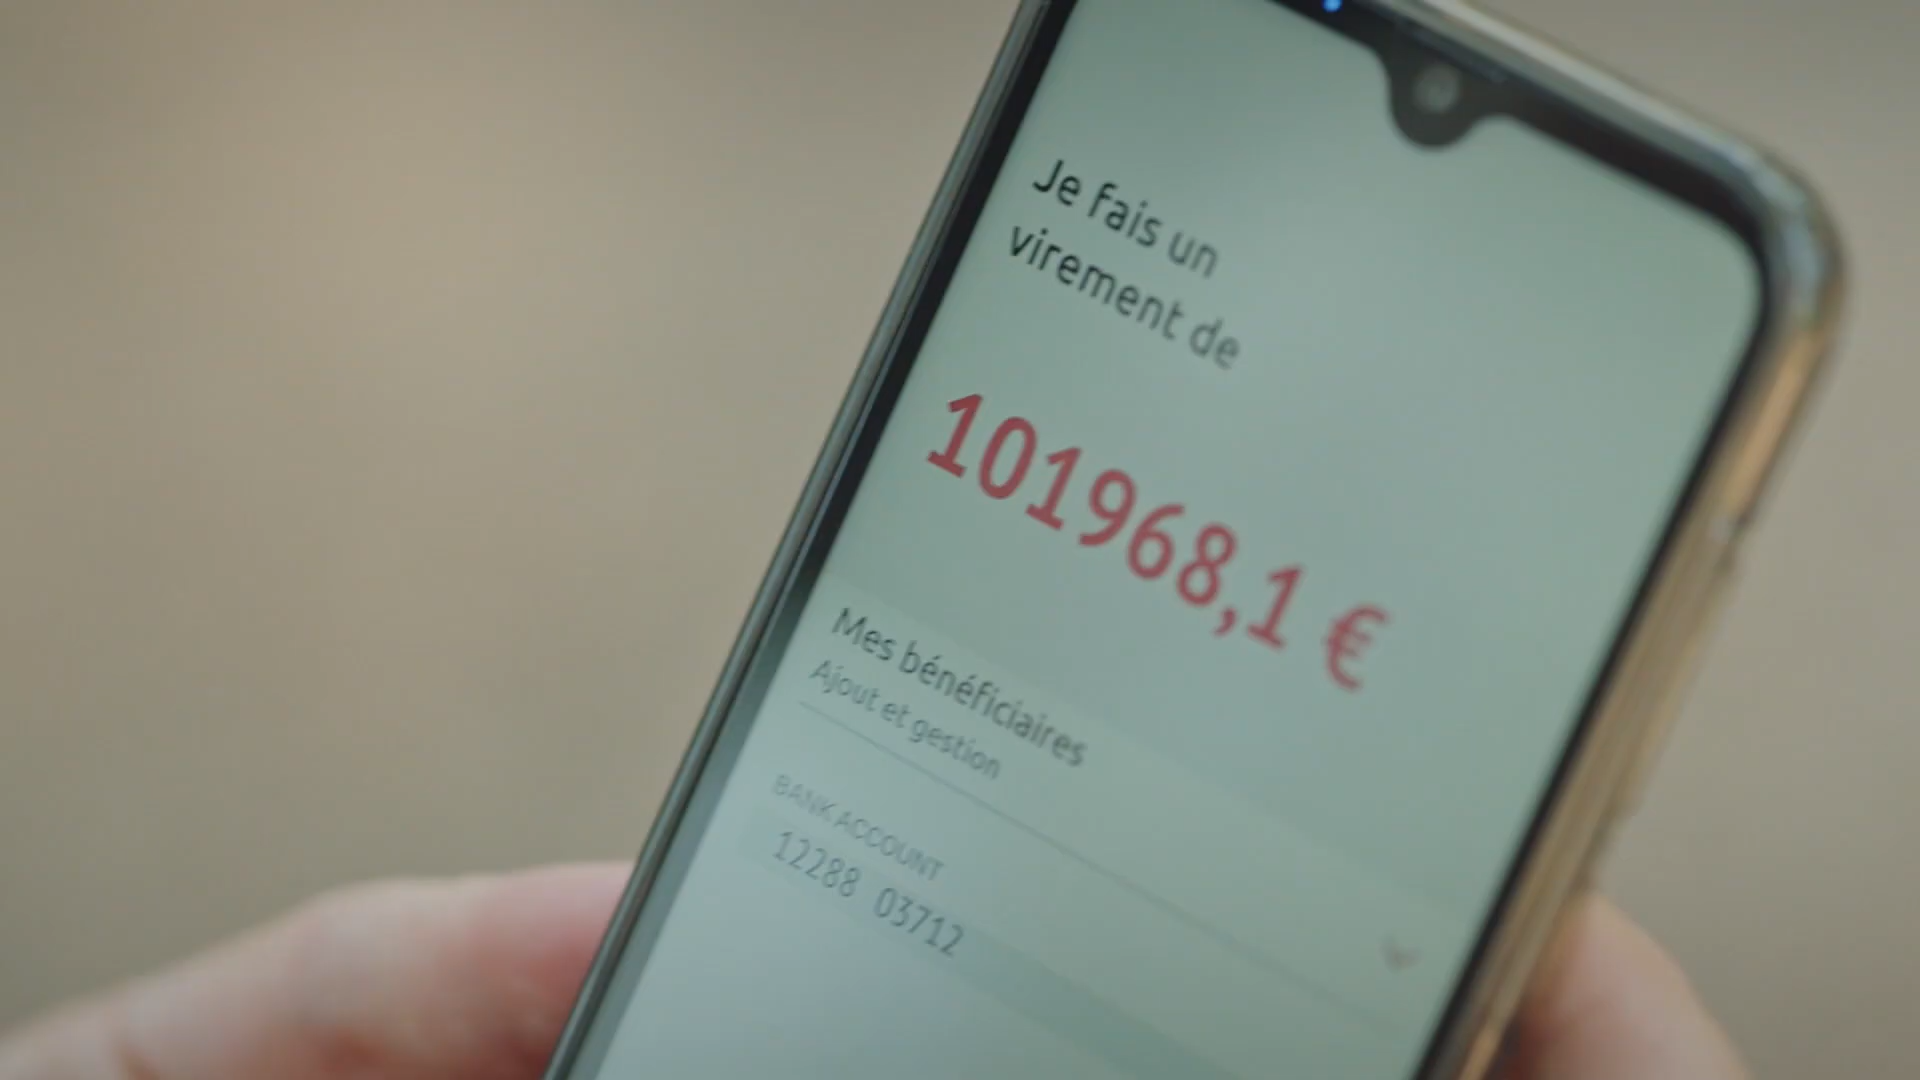 Je fais un
virement de
101968,1 €
Mes bénéficiaires
Ajout et gestion
BANK ACCOUNT
12288 03712